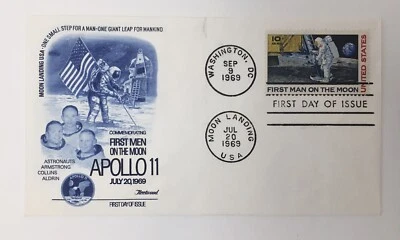 MOON LANDING USA · ONE SMALL STEP FOR A MAN · ONE GIANT LEAP FOR MANKIND
COMMEMORATING
FIRST MEN
ON THE MOON
APOLLO 11
JULY 20, 1969
ASTRONAUTS
ARMSTRONG
COLLINS
ALDRIN
Fleetwood
FIRST DAY OF ISSUE
WASHINGTON, DC
SEP
9
1969
MOON LANDING
JUL
20
1969
USA
10¢
UNITED STATES
FIRST MAN ON THE MOON
FIRST DAY OF ISSUE